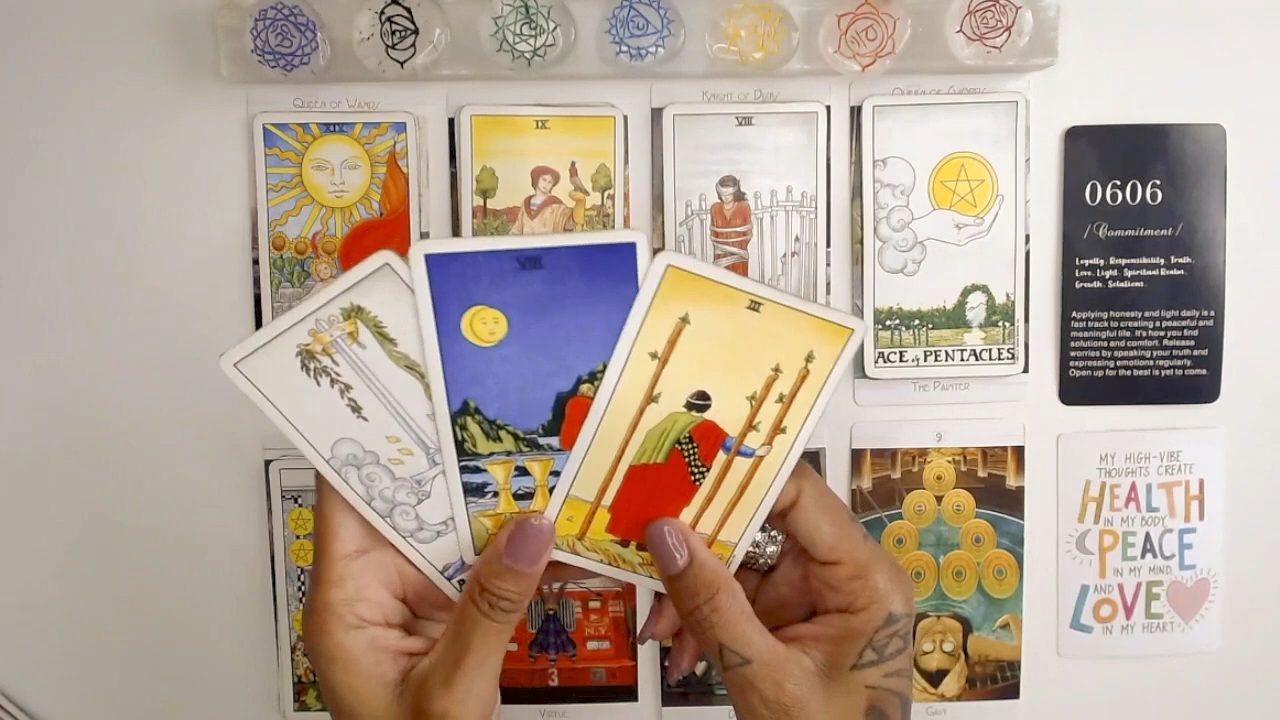 QUEEN OF WANDS
KNIGHT OF DISKS
QUEEN OF SWORDS
XIX
IX
VIII
ACE of PENTACLES
THE PAINTER
0606
/ Commitment /
Loyalty, Responsibility, Truth,
Love, Light, Spiritual Realm,
Growth, Solutions.
Applying honesty and light daily is a
fast track to creating a peaceful and
meaningful life. It's how you find
solutions and comfort. Release
worries by speaking your truth and
expressing emotions regularly.
Open up for the best is yet to come.
VIII
III
9
MY HIGH-VIBE
THOUGHTS CREATE
HEALTH
IN MY BODY,
PEACE
IN MY MIND,
AND
LOVE
IN MY HEART
N.Y.
3
VIRTUE
GAIN